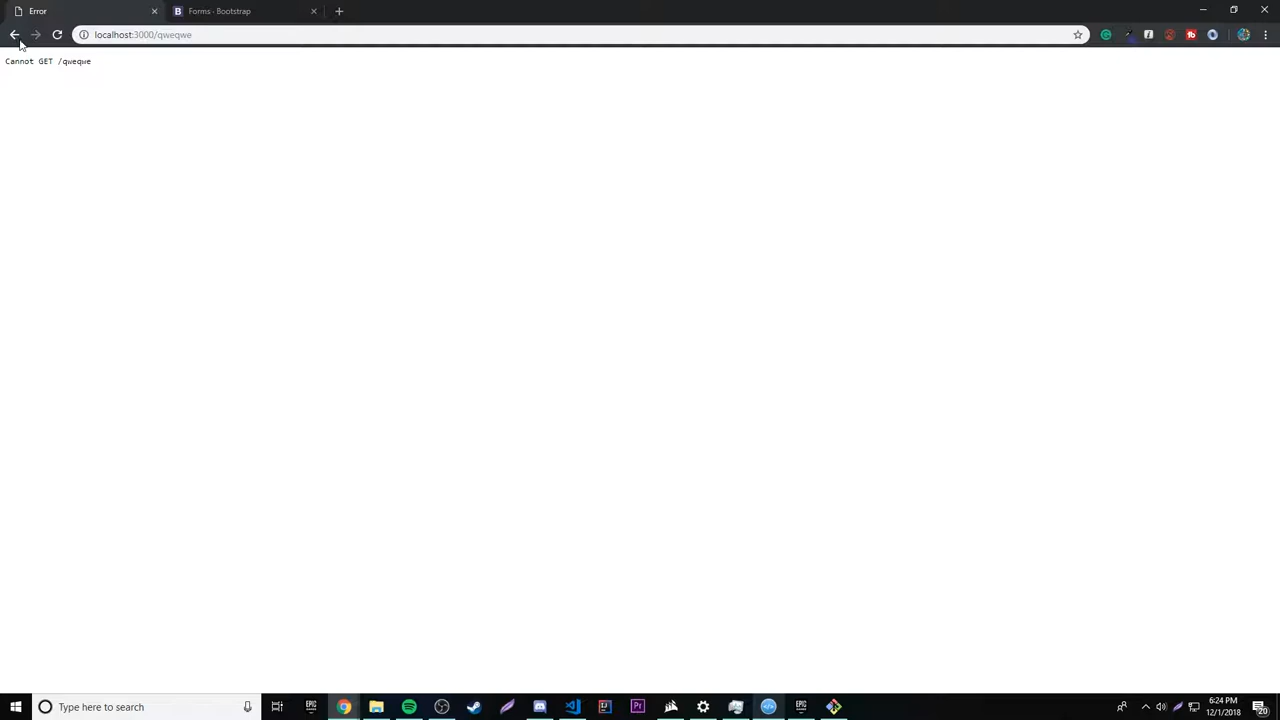 Error
Forms · Bootstrap
localhost:3000/qweqwe
Cannot GET /qweqwe
Type here to search
6:24 PM
12/1/2018
20